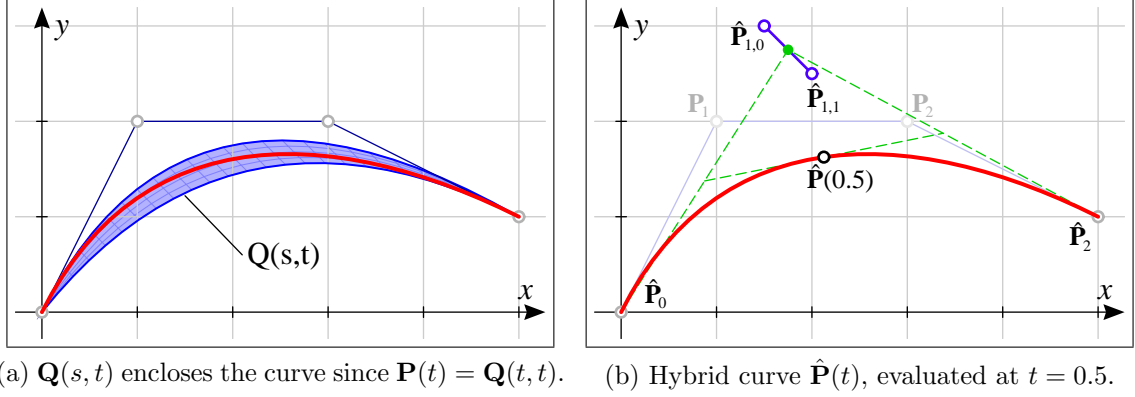 y
Q(s,t)
x
(a) Q(s, t) encloses the curve since P(t) = Q(t, t).
y
P̂1,0
P̂1,1
P1
P2
P̂(0.5)
P̂2
P̂0
x
(b) Hybrid curve P̂(t), evaluated at t = 0.5.